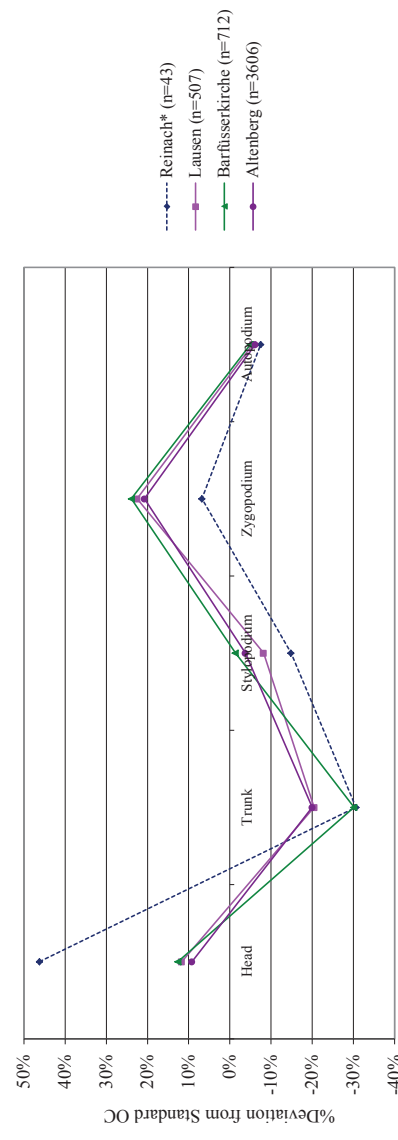 %Deviation from Standard OC
50%
40%
30%
20%
10%
0%
-10%
-20%
-30%
-40%
Head
Trunk
Stylopodium
Zygopodium
Autopodium
Reinach* (n=43)
Lausen (n=507)
Barfüsserkirche (n=712)
Altenberg (n=3606)